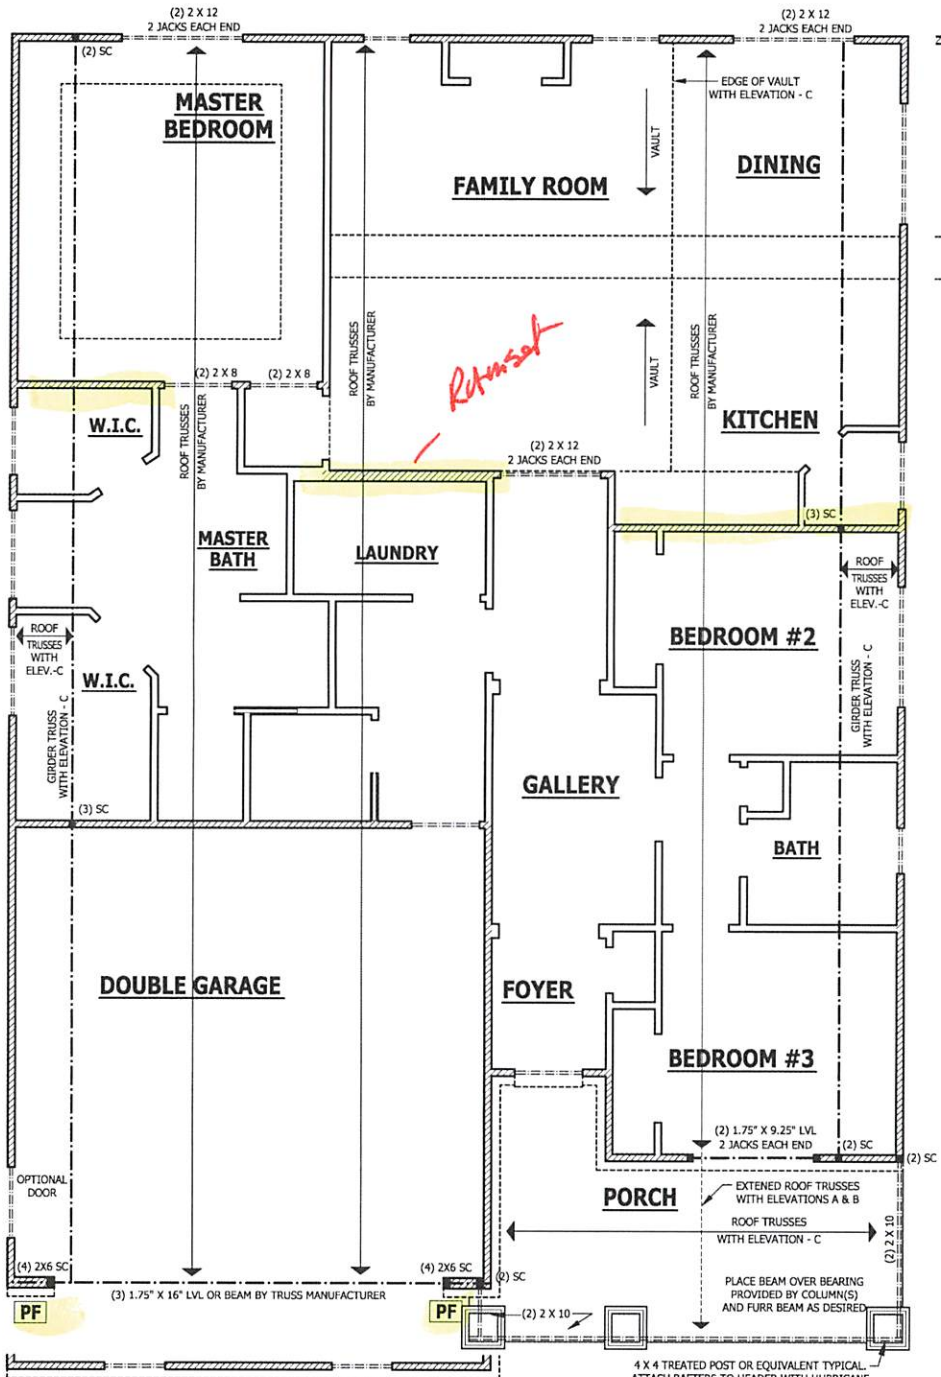 (2) 2 X 12
2 JACKS EACH END
(2) 2 X 12
2 JACKS EACH END
(2) SC
MASTER
BEDROOM
EDGE OF VAULT
WITH ELEVATION - C
VAULT
DINING
FAMILY ROOM
ROOF TRUSSES
BY MANUFACTURER
Ramset
ROOF TRUSSES
BY MANUFACTURER
VAULT
(2) 2 X 8
(2) 2 X 8
W.I.C.
ROOF TRUSSES
BY MANUFACTURER
KITCHEN
(2) 2 X 12
2 JACKS EACH END
(3) SC
MASTER
BATH
LAUNDRY
ROOF
TRUSSES
WITH
ELEV.-C
ROOF
TRUSSES
WITH
ELEV.-C
BEDROOM #2
W.I.C.
GIRDER TRUSS
WITH ELEVATION - C
GIRDER TRUSS
WITH ELEVATION - C
GALLERY
(3) SC
BATH
DOUBLE GARAGE
FOYER
BEDROOM #3
(2) 1.75" X 9.25" LVL
2 JACKS EACH END
(2) SC
(2) SC
OPTIONAL
DOOR
PORCH
EXTENED ROOF TRUSSES
WITH ELEVATIONS A & B
ROOF TRUSSES
WITH ELEVATION - C
(2) 2 X 10
(4) 2X6 SC
(4) 2X6 SC
(2) SC
(3) 1.75" X 16" LVL OR BEAM BY TRUSS MANUFACTURER
PLACE BEAM OVER BEARING
PROVIDED BY COLUMN(S)
AND FURR BEAM AS DESIRED
PF
PF
(2) 2 X 10
4 X 4 TREATED POST OR EQUIVALENT TYPICAL.
ATTACH RAFTERS TO HEADER WITH HURRICANE